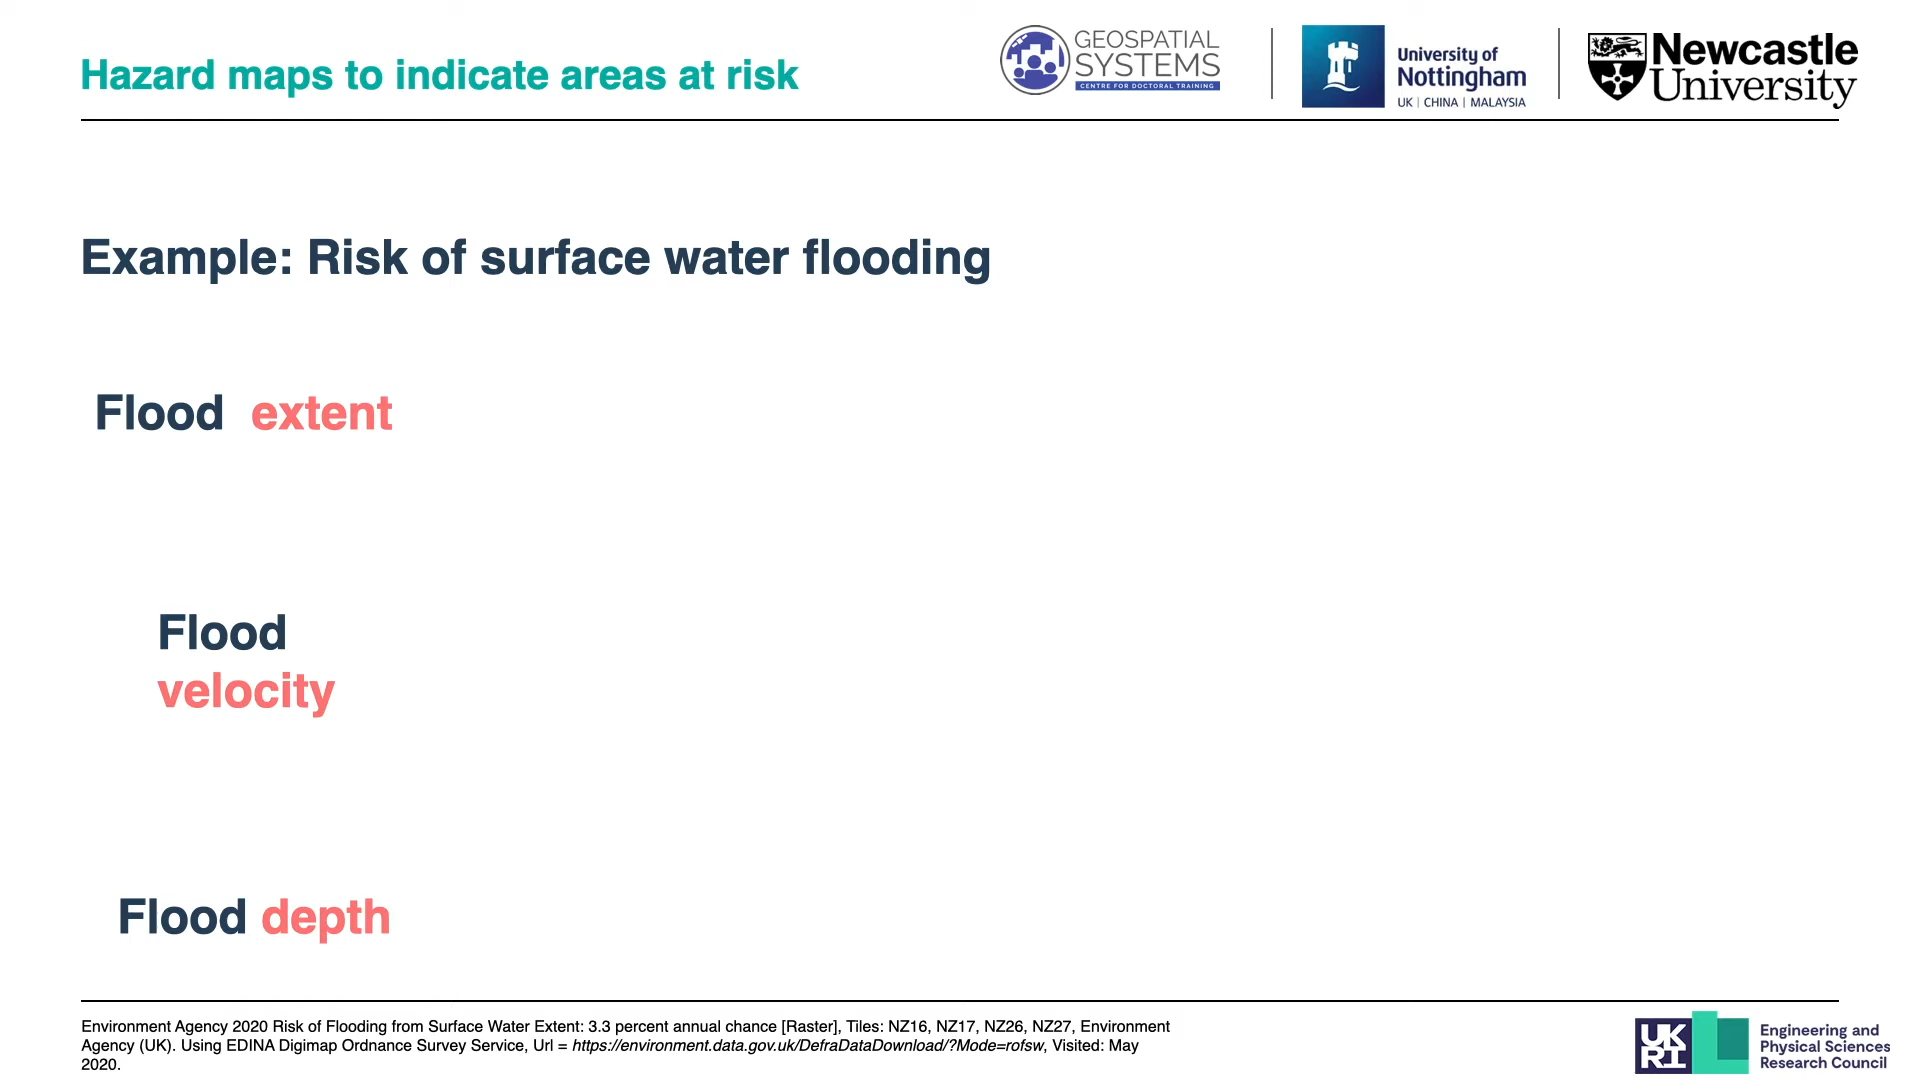 Hazard maps to indicate areas at risk
GEOSPATIAL
SYSTEMS
CENTRE FOR DOCTORAL TRAINING
University of
Nottingham
UK | CHINA | MALAYSIA
Newcastle
University
Example: Risk of surface water flooding
Flood extent
Flood
velocity
Flood depth
Environment Agency 2020 Risk of Flooding from Surface Water Extent: 3.3 percent annual chance [Raster], Tiles: NZ16, NZ17, NZ26, NZ27, Environment
Agency (UK). Using EDINA Digimap Ordnance Survey Service, Url = https://environment.data.gov.uk/DefraDataDownload/?Mode=rofsw, Visited: May
2020.
UK
RI
Engineering and
Physical Sciences
Research Council